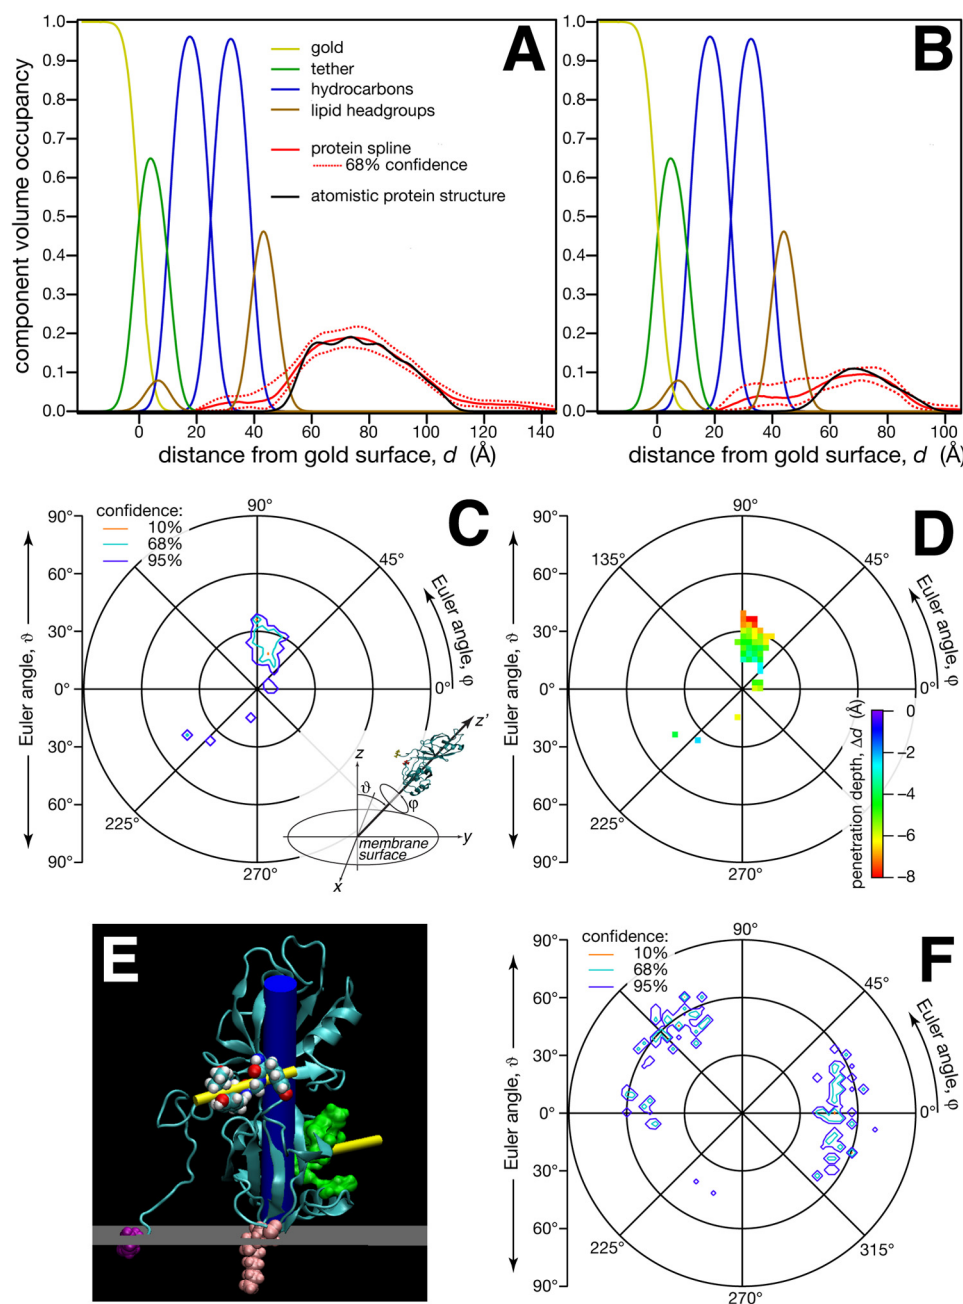 A
B
component volume occupancy
1.0
0.9
0.8
0.7
0.6
0.5
0.4
0.3
0.2
0.1
0.0
gold
tether
hydrocarbons
lipid headgroups
protein spline
68% confidence
atomistic protein structure
0 20 40 60 80 100 120 140
distance from gold surface, d (Å)
1.0
0.9
0.8
0.7
0.6
0.5
0.4
0.3
0.2
0.1
0.0
0 20 40 60 80 100
distance from gold surface, d (Å)
C
confidence:
10%
68%
95%
Euler angle, ϑ
90°
60°
30°
0°
30°
60°
90°
90°
45°
0°
225°
270°
Euler angle, φ
z'
z
ϑ
φ
y
x
membrane
surface
D
Euler angle, ϑ
90°
60°
30°
0°
30°
60°
90°
90°
135°
45°
0°
225°
270°
Euler angle, φ
penetration depth, Δd (Å)
0
−2
−4
−6
−8
E
F
confidence:
10%
68%
95%
Euler angle, ϑ
90°
60°
30°
0°
30°
60°
90°
90°
45°
0°
315°
225°
270°
Euler angle, φ